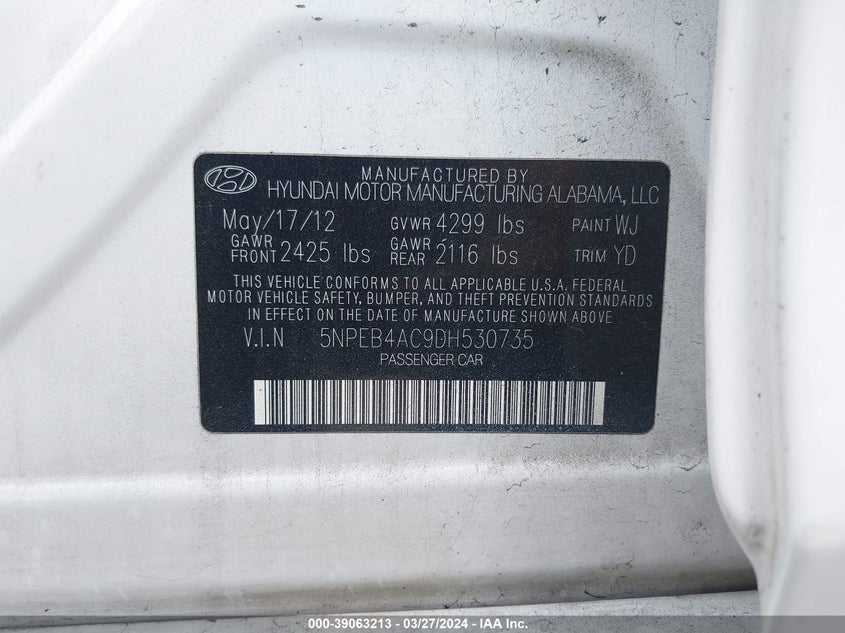 MANUFACTURED BY
HYUNDAI MOTOR MANUFACTURING ALABAMA, LLC
May/17/12 GVWR 4299 lbs PAINT WJ
GAWR FRONT 2425 lbs GAWR REAR 2116 lbs TRIM YD
THIS VEHICLE CONFORMS TO ALL APPLICABLE U.S.A. FEDERAL
MOTOR VEHICLE SAFETY, BUMPER, AND THEFT PREVENTION STANDARDS
IN EFFECT ON THE DATE OF MANUFACTURE SHOWN ABOVE
V.I.N 5NPEB4AC9DH530735
PASSENGER CAR
000-39063213 - 03/27/2024 - IAA Inc.